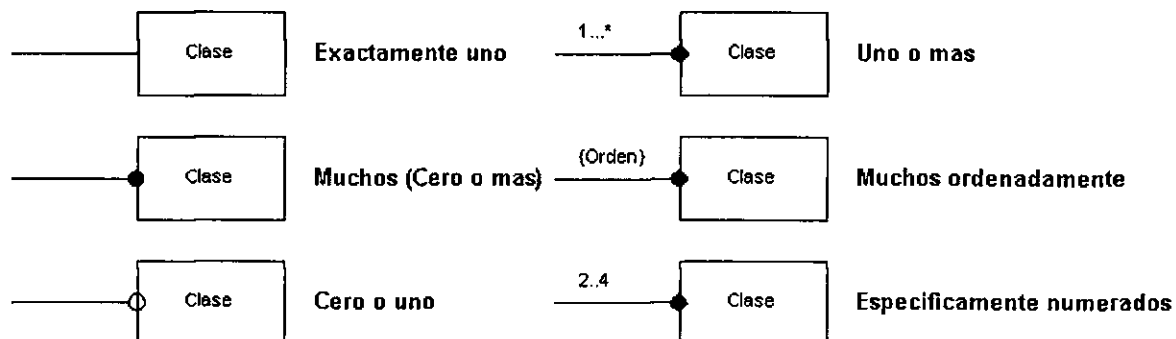 Clase Exactamente uno 1...* Clase Uno o mas
Clase Muchos (Cero o mas) {Orden} Clase Muchos ordenadamente
Clase Cero o uno 2..4 Clase Especificamente numerados